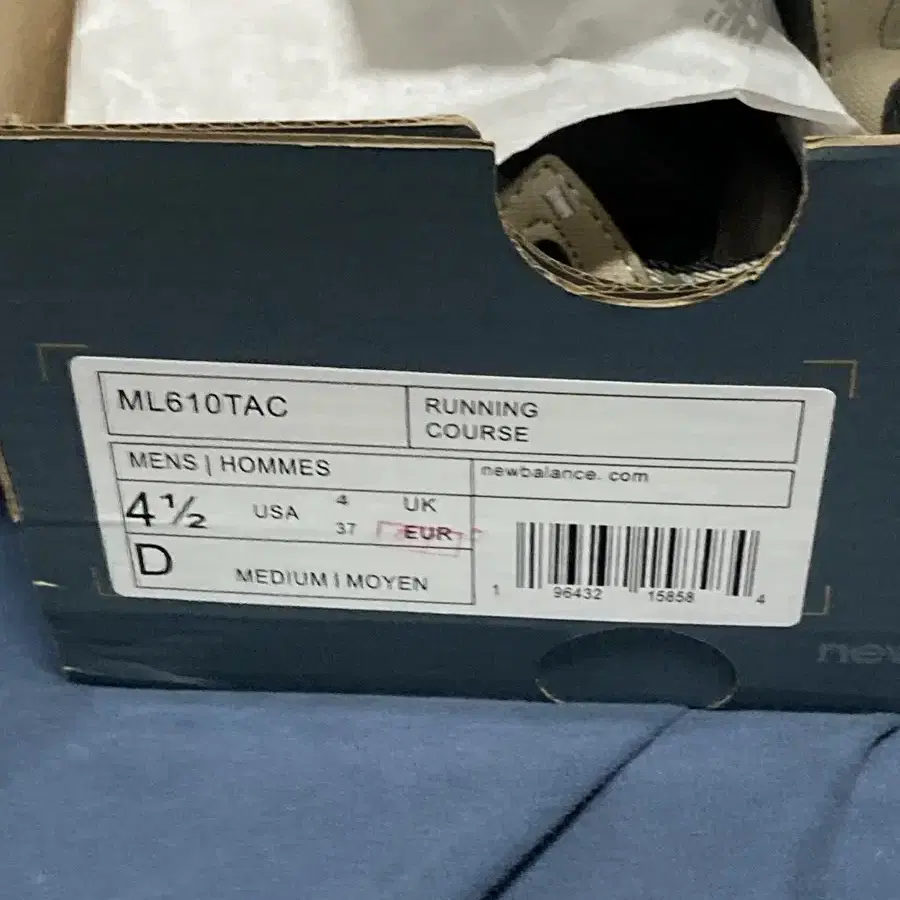 ML610TAC
RUNNING
COURSE
MENS | HOMMES
newbalance. com
4½ USA 4 UK
37 EUR
D MEDIUM | MOYEN
1 96432 15858 4
new